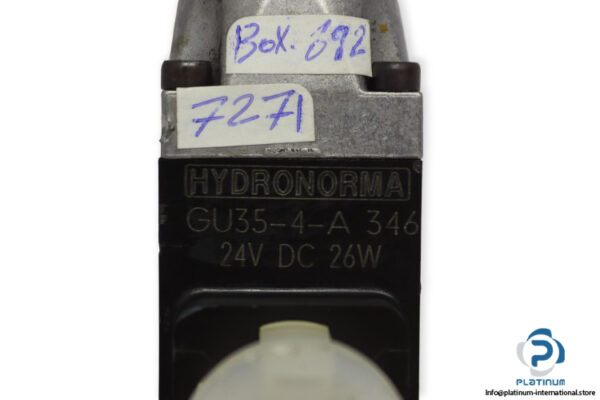 Box. 692
7271
HYDRONORMA
GU35-4-A 346
24V DC 26W
PLATINUM
Info@platinum-international.store